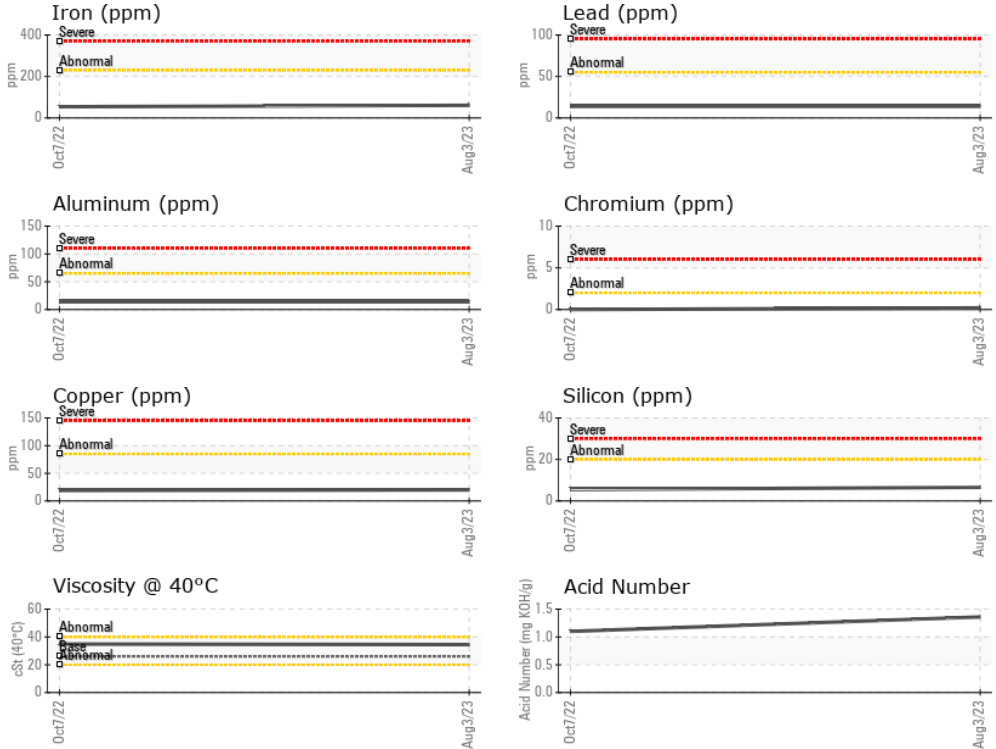 Iron (ppm)
400
200
0
ppm
Severe
Abnormal
Oct7/22
Aug3/23
Lead (ppm)
100
50
0
ppm
Severe
Abnormal
Oct7/22
Aug3/23
Aluminum (ppm)
150
100
50
0
ppm
Severe
Abnormal
Oct7/22
Aug3/23
Chromium (ppm)
10
5
0
ppm
Severe
Abnormal
Oct7/22
Aug3/23
Copper (ppm)
150
100
50
0
ppm
Severe
Abnormal
Oct7/22
Aug3/23
Silicon (ppm)
40
20
0
ppm
Severe
Abnormal
Oct7/22
Aug3/23
Viscosity @ 40°C
60
40
20
0
cSt (40°C)
Abnormal
Base
Abnormal
Oct7/22
Aug3/23
Acid Number
1.5
1.0
0.5
0.0
Acid Number (mg KOH/g)
Oct7/22
Aug3/23